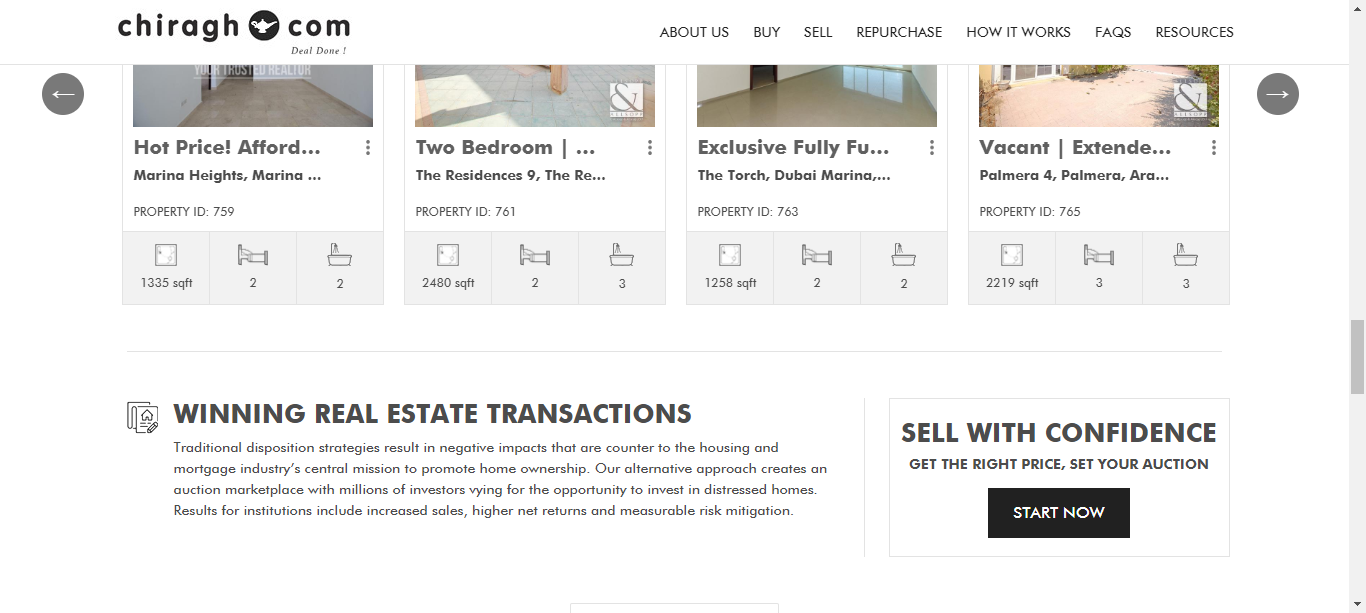 chiragh com
Deal Done !
ABOUT US BUY SELL REPURCHASE HOW IT WORKS FAQS RESOURCES
YOUR TRUSTED REALTOR
&
ALLSOPP
&
ALLSOPP
Hot Price! Afford...
Marina Heights, Marina ...
PROPERTY ID: 759
1335 sqft 2 2
Two Bedroom | ...
The Residences 9, The Re...
PROPERTY ID: 761
2480 sqft 2 3
Exclusive Fully Fu...
The Torch, Dubai Marina,...
PROPERTY ID: 763
1258 sqft 2 2
Vacant | Extende...
Palmera 4, Palmera, Ara...
PROPERTY ID: 765
2219 sqft 3 3
WINNING REAL ESTATE TRANSACTIONS
Traditional disposition strategies result in negative impacts that are counter to the housing and
mortgage industry’s central mission to promote home ownership. Our alternative approach creates an
auction marketplace with millions of investors vying for the opportunity to invest in distressed homes.
Results for institutions include increased sales, higher net returns and measurable risk mitigation.
SELL WITH CONFIDENCE
GET THE RIGHT PRICE, SET YOUR AUCTION
START NOW